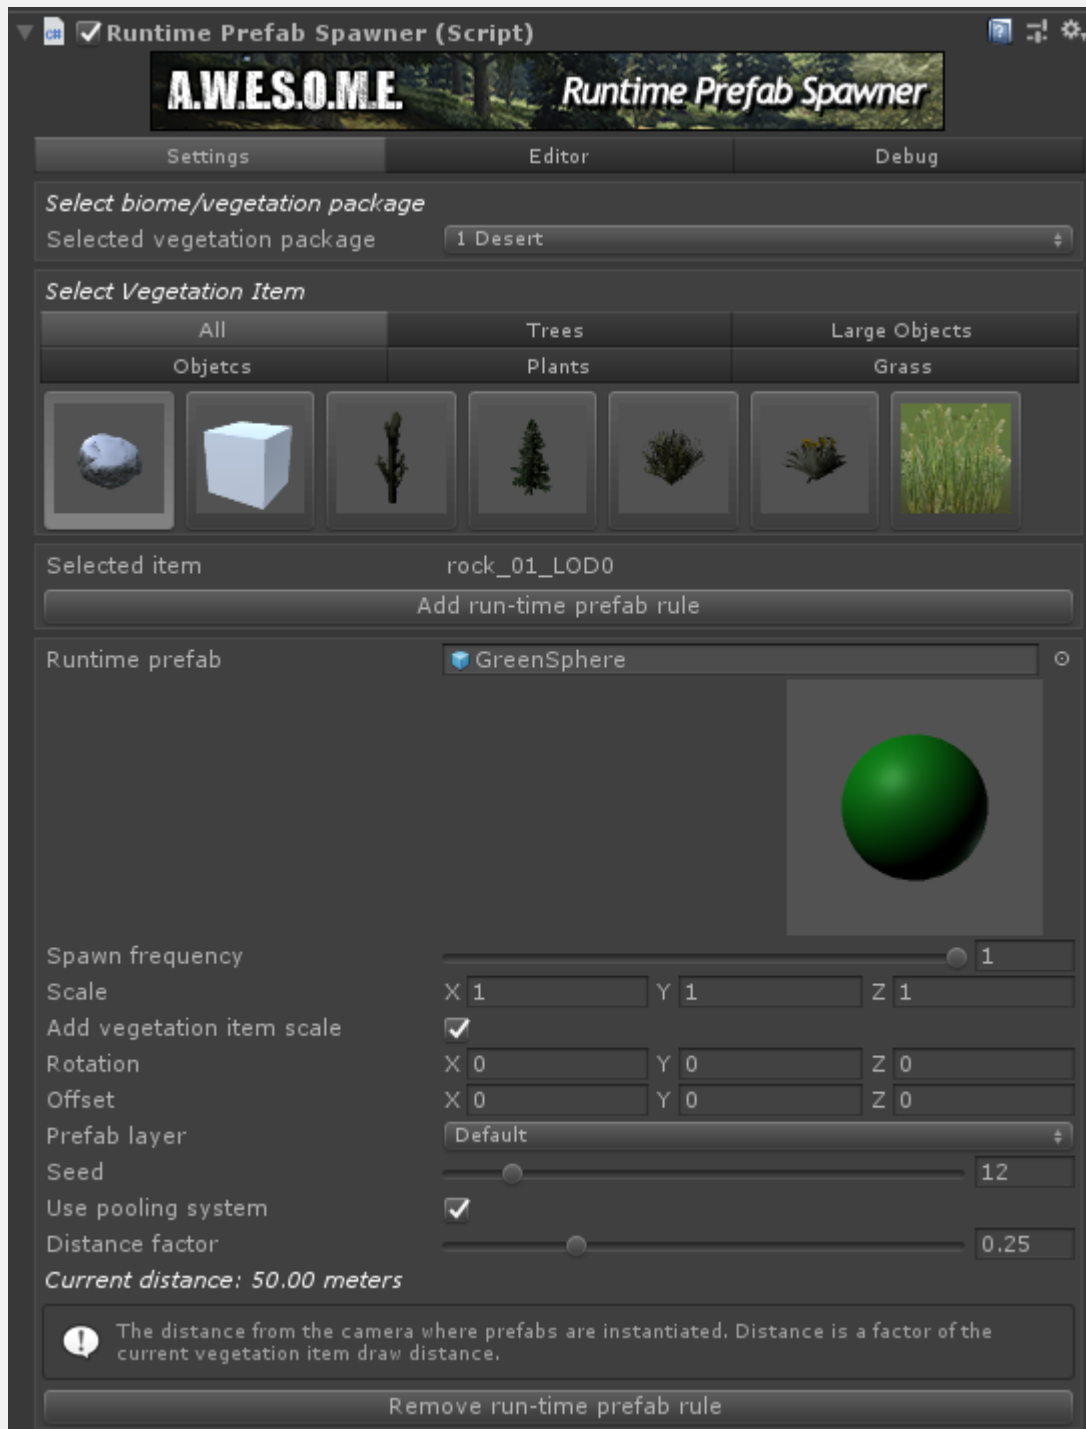 Runtime Prefab Spawner (Script)
A.W.E.S.O.M.E. Runtime Prefab Spawner
Settings Editor Debug
Select biome/vegetation package
Selected vegetation package 1 Desert
Select Vegetation Item
All Trees Large Objects
Objetcs Plants Grass
Selected item rock_01_LOD0
Add run-time prefab rule
Runtime prefab GreenSphere
Spawn frequency 1
Scale X 1 Y 1 Z 1
Add vegetation item scale
Rotation X 0 Y 0 Z 0
Offset X 0 Y 0 Z 0
Prefab layer Default
Seed 12
Use pooling system
Distance factor 0.25
Current distance: 50.00 meters
The distance from the camera where prefabs are instantiated. Distance is a factor of the
current vegetation item draw distance.
Remove run-time prefab rule